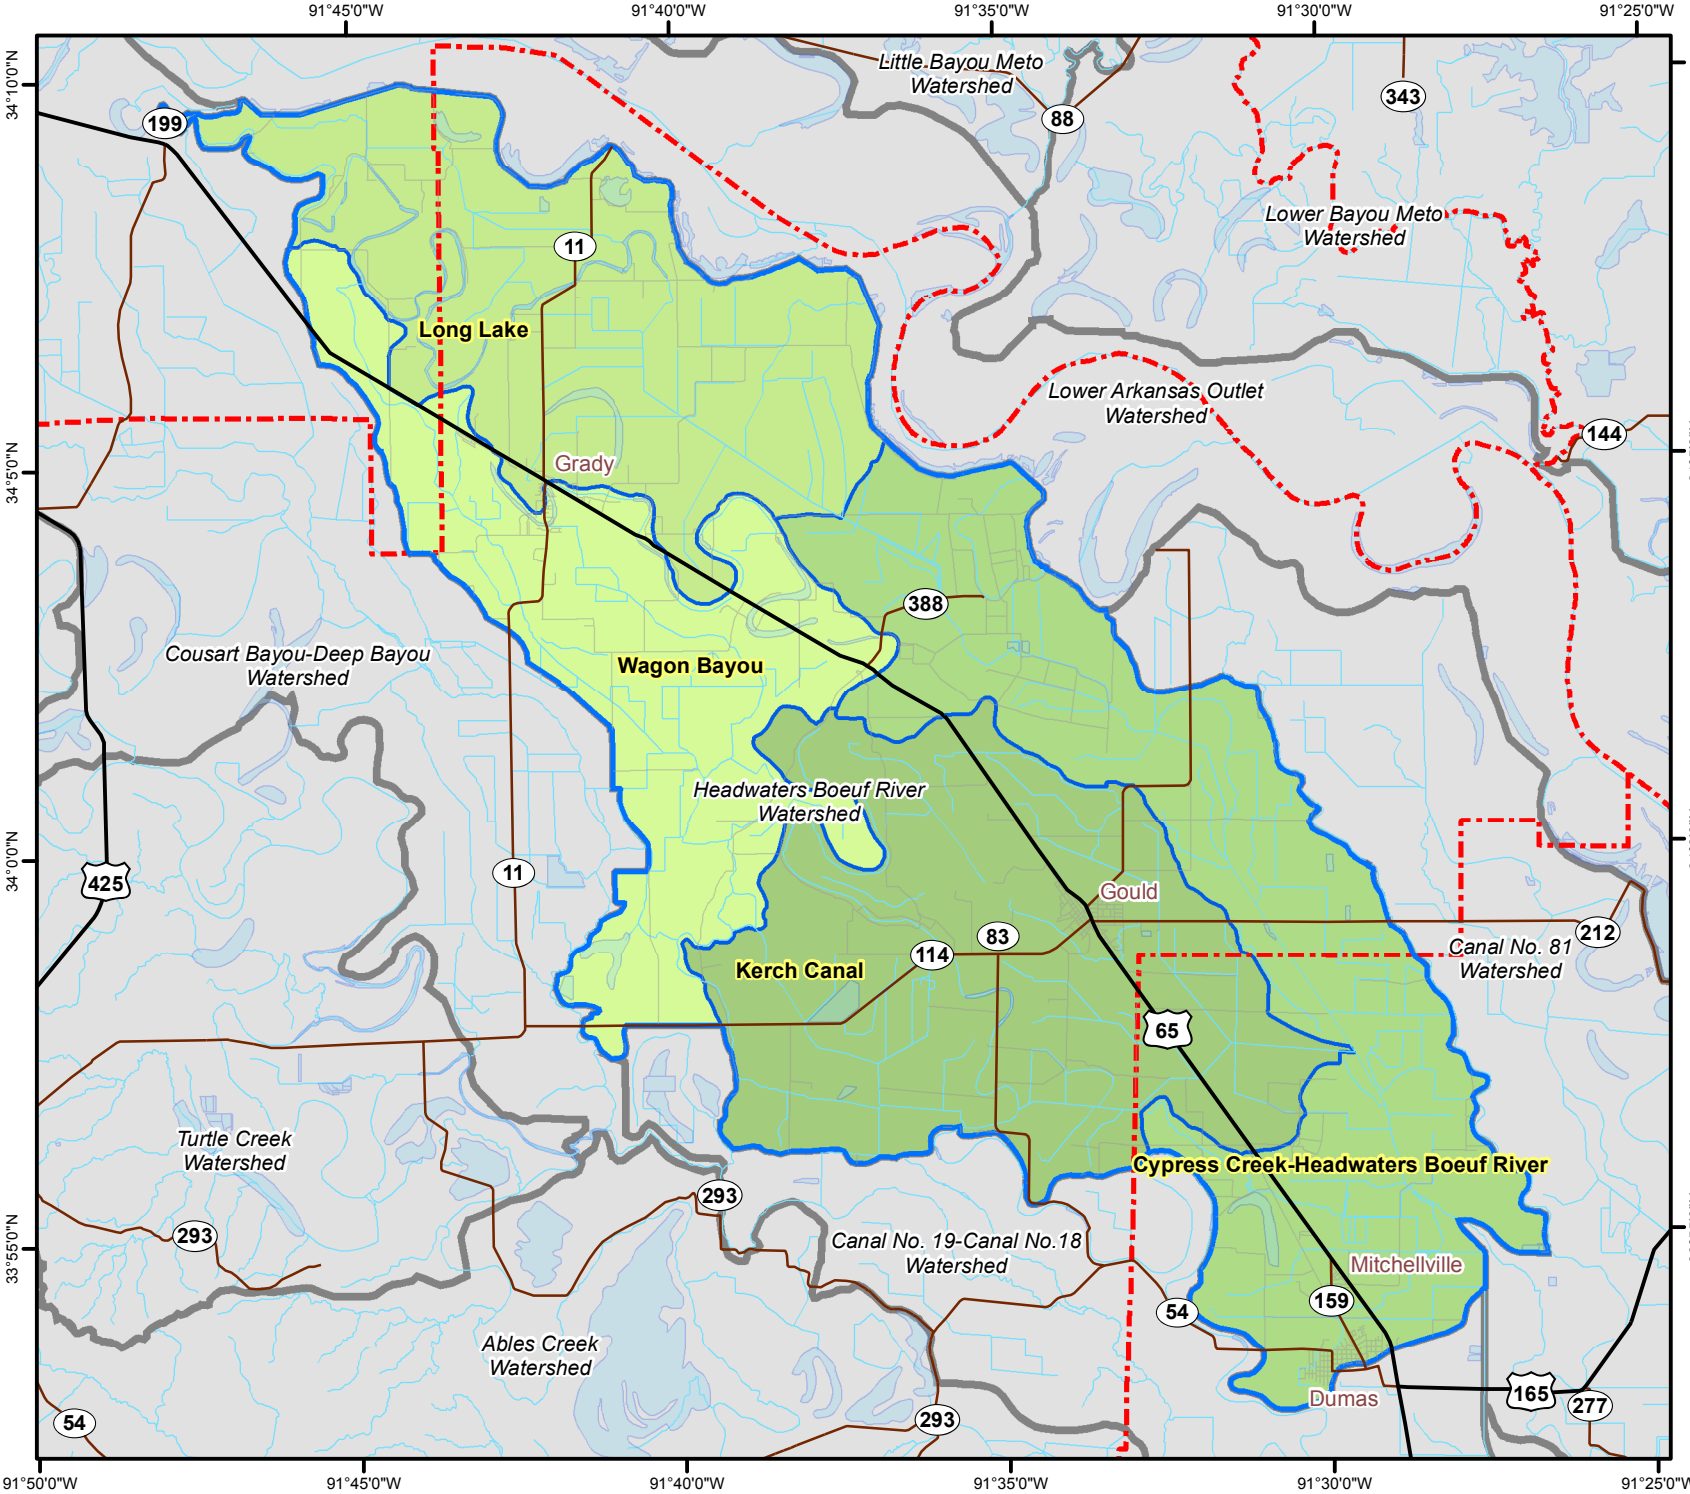 91°45'0"W
91°40'0"W
91°35'0"W
91°30'0"W
91°25'0"W
34°10'0"N
34°5'0"N
34°0'0"N
33°55'0"N
Little Bayou Meto
Watershed
343
88
199
Lower Bayou Meto
Watershed
11
Long Lake
Lower Arkansas Outlet
Watershed
144
Grady
388
Cousart Bayou-Deep Bayou
Watershed
Wagon Bayou
Headwaters Boeuf River
Watershed
11
425
Gould
83
212
114
Canal No. 81
Watershed
Kerch Canal
65
Turtle Creek
Watershed
Cypress Creek-Headwaters Boeuf River
293
293
Canal No. 19-Canal No.18
Watershed
Mitchellville
159
54
Ables Creek
Watershed
165
Dumas
277
54
293
91°50'0"W
91°45'0"W
91°40'0"W
91°35'0"W
91°30'0"W
91°25'0"W